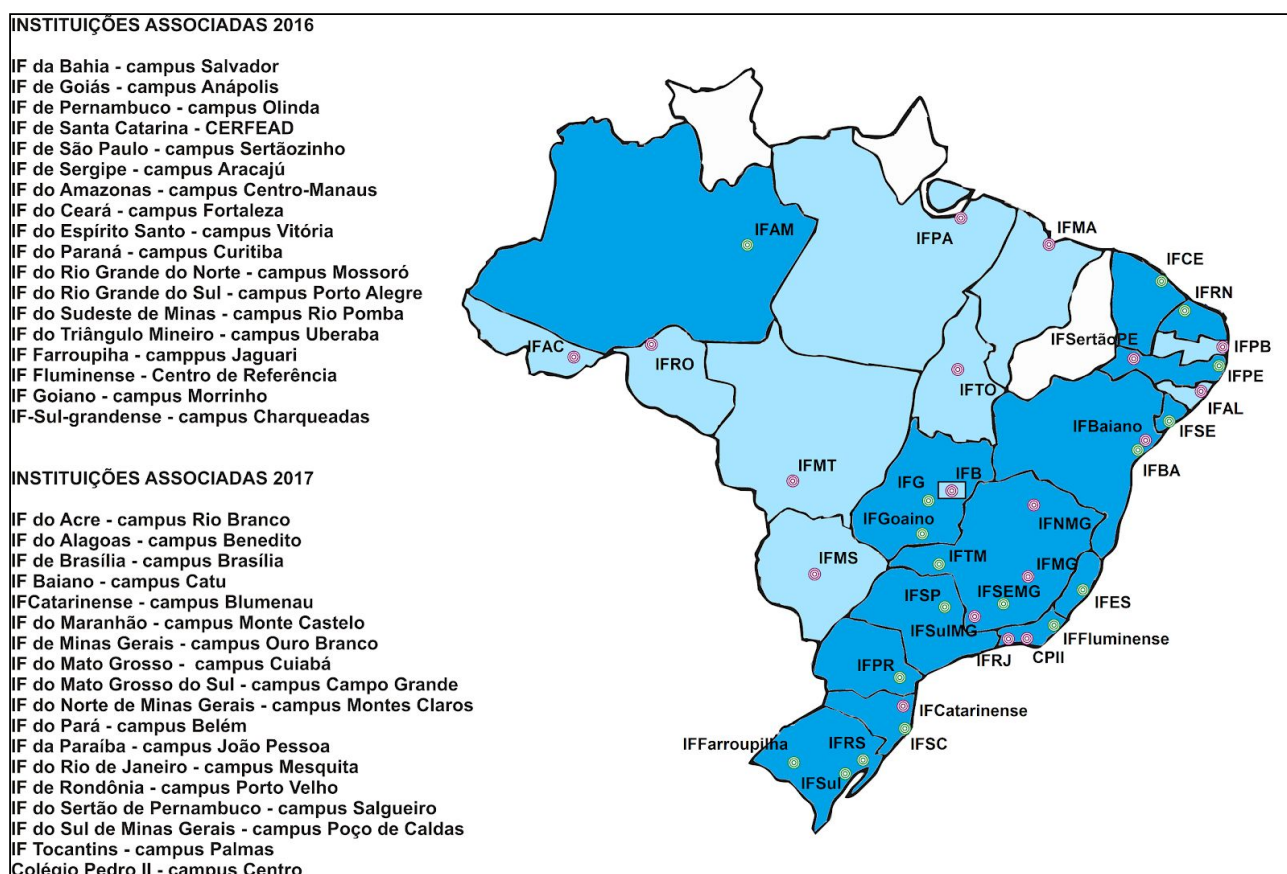 INSTITUIÇÕES ASSOCIADAS 2016
IF da Bahia - campus Salvador
IF de Goiás - campus Anápolis
IF de Pernambuco - campus Olinda
IF de Santa Catarina - CERFEAD
IF de São Paulo - campus Sertãozinho
IF de Sergipe - campus Aracajú
IF do Amazonas - campus Centro-Manaus
IF do Ceará - campus Fortaleza
IF do Espírito Santo - campus Vitória
IF do Paraná - campus Curitiba
IF do Rio Grande do Norte - campus Mossoró
IF do Rio Grande do Sul - campus Porto Alegre
IF do Sudeste de Minas - campus Rio Pomba
IF do Triângulo Mineiro - campus Uberaba
IF Farroupiha - camppus Jaguari
IF Fluminense - Centro de Referência
IF Goiano - campus Morrinho
IF-Sul-grandense - campus Charqueadas
INSTITUIÇÕES ASSOCIADAS 2017
IF do Acre - campus Rio Branco
IF do Alagoas - campus Benedito
IF de Brasília - campus Brasília
IF Baiano - campus Catu
IFCatarinense - campus Blumenau
IF do Maranhão - campus Monte Castelo
IF de Minas Gerais - campus Ouro Branco
IF do Mato Grosso -  campus Cuiabá
IF do Mato Grosso do Sul - campus Campo Grande
IF do Norte de Minas Gerais - campus Montes Claros
IF do Pará - campus Belém
IF da Paraíba - campus João Pessoa
IF do Rio de Janeiro - campus Mesquita
IF de Rondônia - campus Porto Velho
IF do Sertão de Pernambuco - campus Salgueiro
IF do Sul de Minas Gerais - campus Poço de Caldas
IF Tocantins - campus Palmas
Colégio Pedro II - campus Centro
IFAM
IFPA
IFMA
IFCE
IFRN
IFSertãoPE
IFPB
IFPE
IFAC
IFRO
IFTO
IFAL
IFSE
IFBaiano
IFBA
IFMT
IFG
IFB
IFGoaino
IFNMG
IFTM
IFMG
IFMS
IFSP
IFSEMG
IFES
IFSulMG
IFFluminense
IFRJ
CPII
IFPR
IFCatarinense
IFSC
IFFarroupilha
IFRS
IFSul